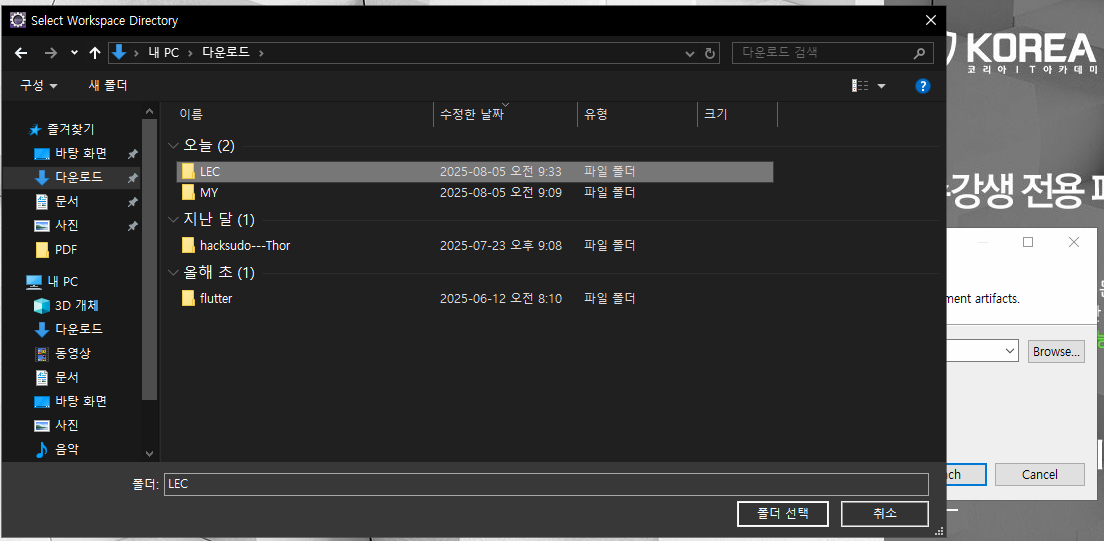 Select Workspace Directory
내 PC
다운로드
다운로드 검색
KOREA
코리아IT아카데미
구성
새 폴더
?
이름
수정한 날짜
유형
크기
즐겨찾기
바탕 화면
다운로드
문서
사진
PDF
내 PC
3D 개체
다운로드
동영상
문서
바탕 화면
사진
음악
오늘 (2)
LEC 2025-08-05 오전 9:33 파일 폴더
MY 2025-08-05 오전 9:09 파일 폴더
지난 달 (1)
hacksudo---Thor 2025-07-23 오후 9:08 파일 폴더
올해 초 (1)
flutter 2025-06-12 오전 8:10 파일 폴더
강생 전용
ment artifacts.
Browse...
폴더: LEC
폴더 선택
취소
ch
Cancel